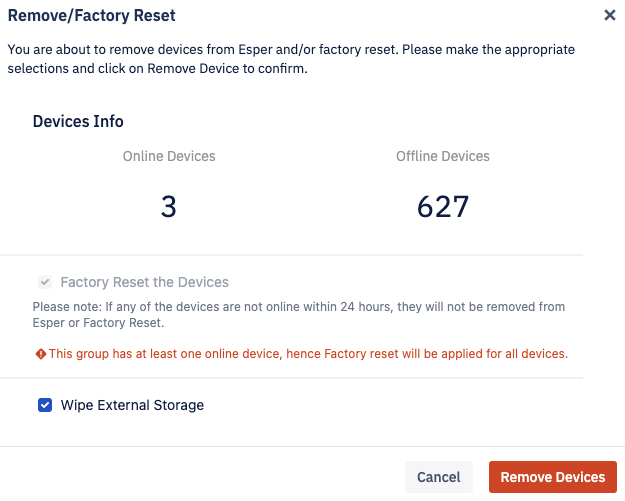 Remove/Factory Reset
You are about to remove devices from Esper and/or factory reset. Please make the appropriate
selections and click on Remove Device to confirm.
Devices Info
Online Devices
Offline Devices
3
627
Factory Reset the Devices
Please note: If any of the devices are not online within 24 hours, they will not be removed from
Esper or Factory Reset.
This group has at least one online device, hence Factory reset will be applied for all devices.
Wipe External Storage
Cancel
Remove Devices